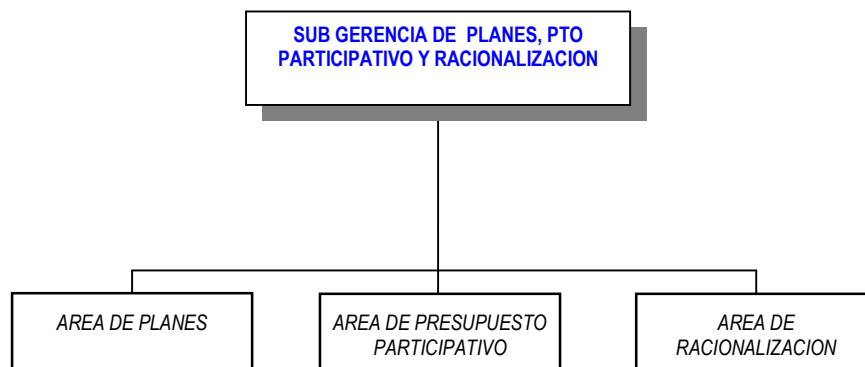 SUB GERENCIA DE PLANES, PTO
PARTICIPATIVO Y RACIONALIZACION
AREA DE PLANES
AREA DE PRESUPUESTO
PARTICIPATIVO
AREA DE
RACIONALIZACION